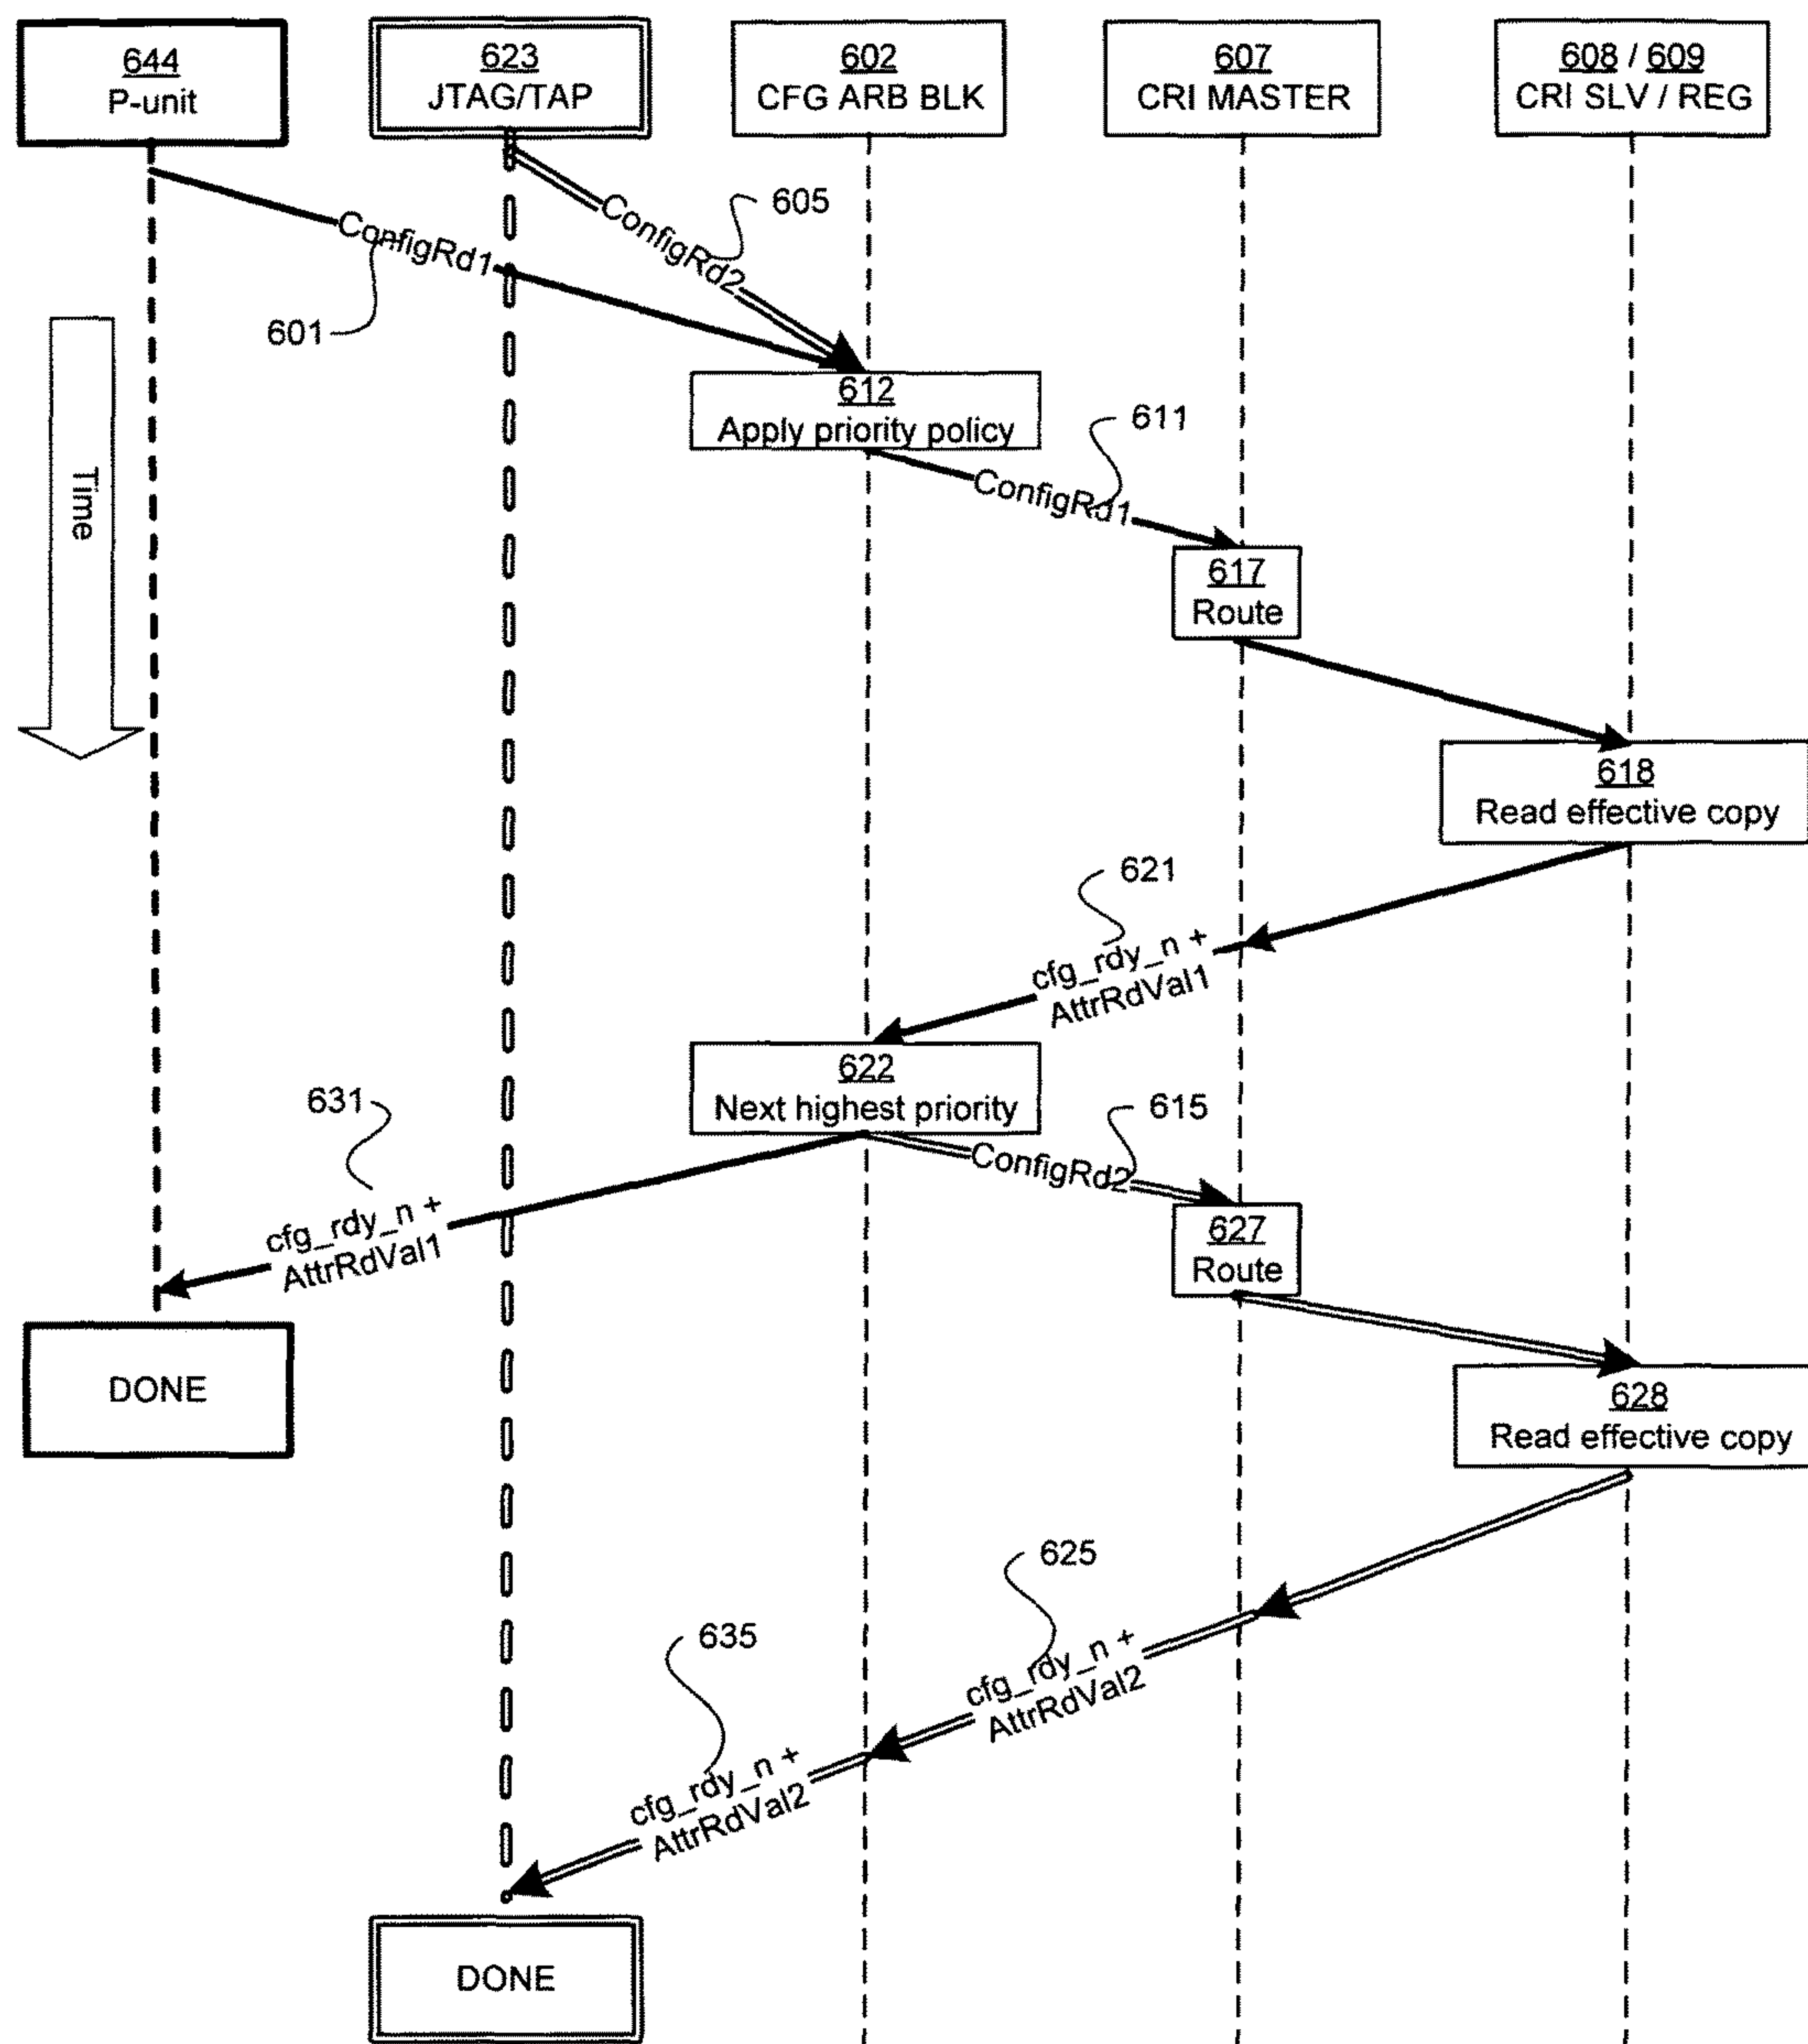 644
P-unit
623
JTAG/TAP
602
CFG ARB BLK
607
CRI MASTER
608 / 609
CRI SLV / REG
605
ConfigRd2
ConfigRd1
601
Time
612
Apply priority policy
611
ConfigRd1
617
Route
618
Read effective copy
621
cfg_rdy_n +
AttrRdVal1
622
Next highest priority
631
615
ConfigRd2
cfg_rdy_n +
AttrRdVal1
627
Route
DONE
628
Read effective copy
625
cfg_rdy_n +
AttrRdVal2
635
cfg_rdy_n +
AttrRdVal2
DONE